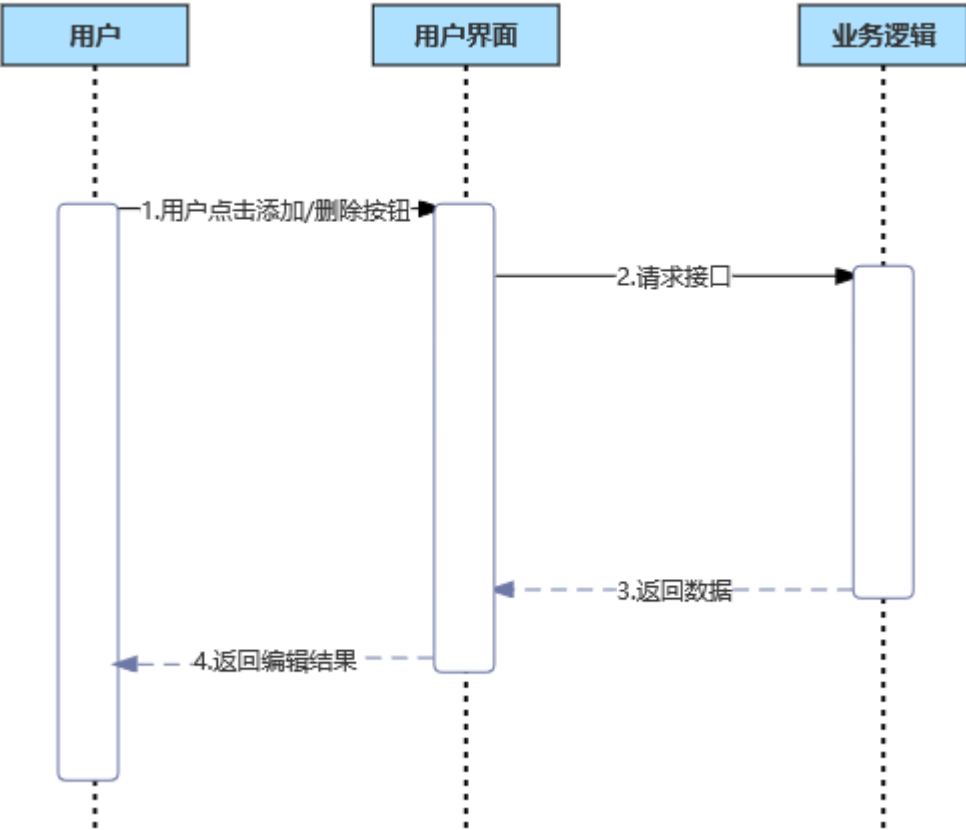 用户
用户界面
业务逻辑
1.用户点击添加/删除按钮
2.请求接口
3.返回数据
4.返回编辑结果